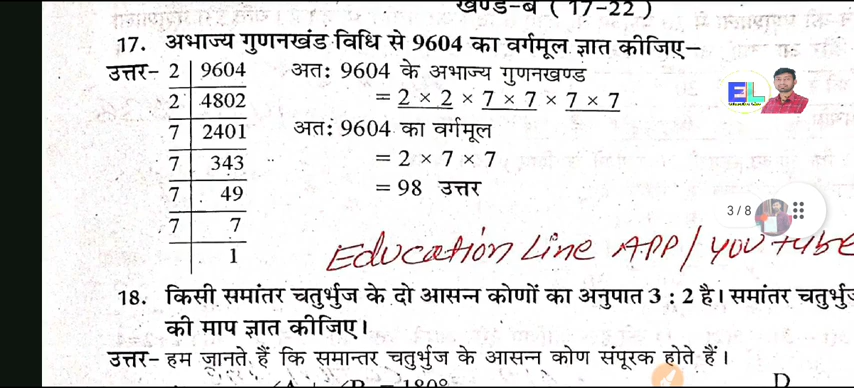 खण्ड-ब ( 17-22 )
17. अभाज्य गुणनखंड विधि से 9604 का वर्गमूल ज्ञात कीजिए–
उत्तर– 2 | 9604 अत: 9604 के अभाज्य गुणनखण्ड
2 | 4802 = 2 × 2 × 7 × 7 × 7 × 7
7 | 2401 अत: 9604 का वर्गमूल
7 | 343 = 2 × 7 × 7
7 | 49 = 98 उत्तर
7 | 7
1
EL
3 / 8
Education Line APP / YOUTUBE
18. किसी समांतर चतुर्भुज के दो आसन्न कोणों का अनुपात 3 : 2 है। समांतर
की माप ज्ञात कीजिए।
उत्तर– हम जानते हैं कि समान्तर चतुर्भुज के आसन्न कोण संपूरक होते हैं।
D